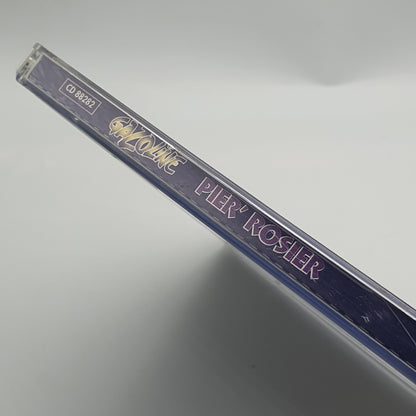 CD 88282
GAZOLINE PIER' ROSIER